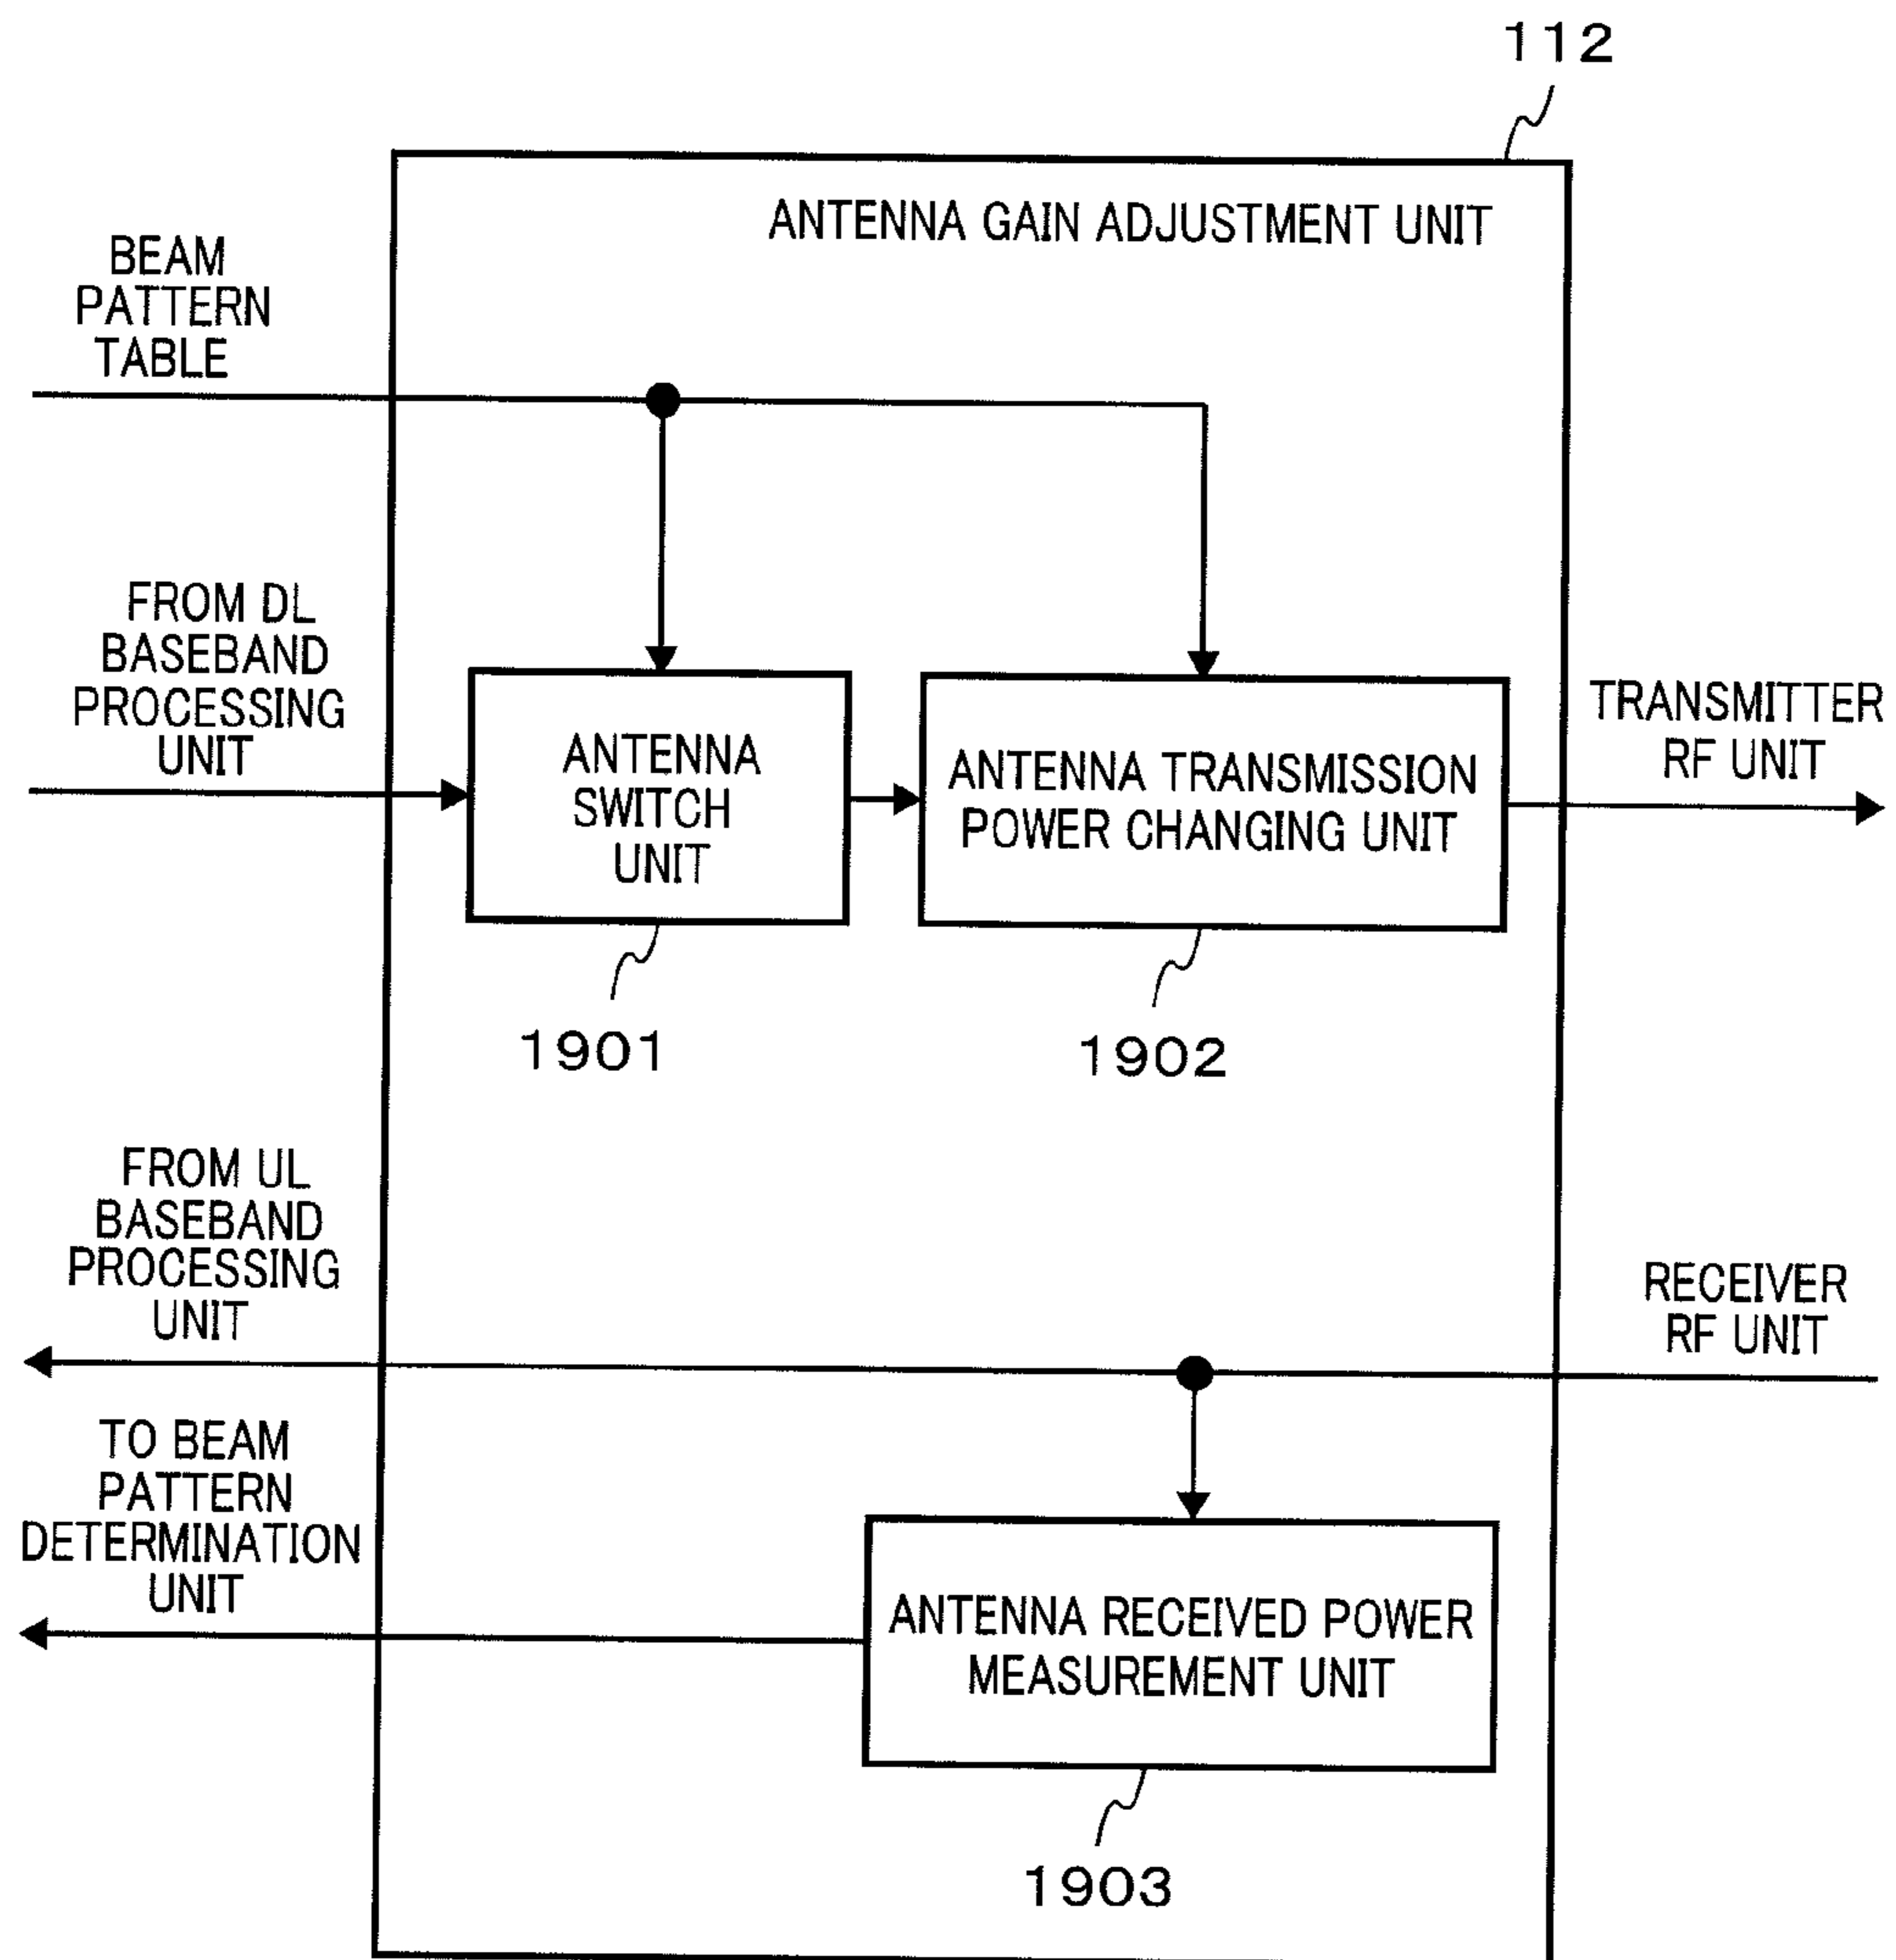 112
ANTENNA GAIN ADJUSTMENT UNIT
BEAM
PATTERN
TABLE
FROM DL
BASEBAND
PROCESSING
UNIT
ANTENNA
SWITCH
UNIT
ANTENNA TRANSMISSION
POWER CHANGING UNIT
TRANSMITTER
RF UNIT
1901
1902
FROM UL
BASEBAND
PROCESSING
UNIT
RECEIVER
RF UNIT
TO BEAM
PATTERN
DETERMINATION
UNIT
ANTENNA RECEIVED POWER
MEASUREMENT UNIT
1903